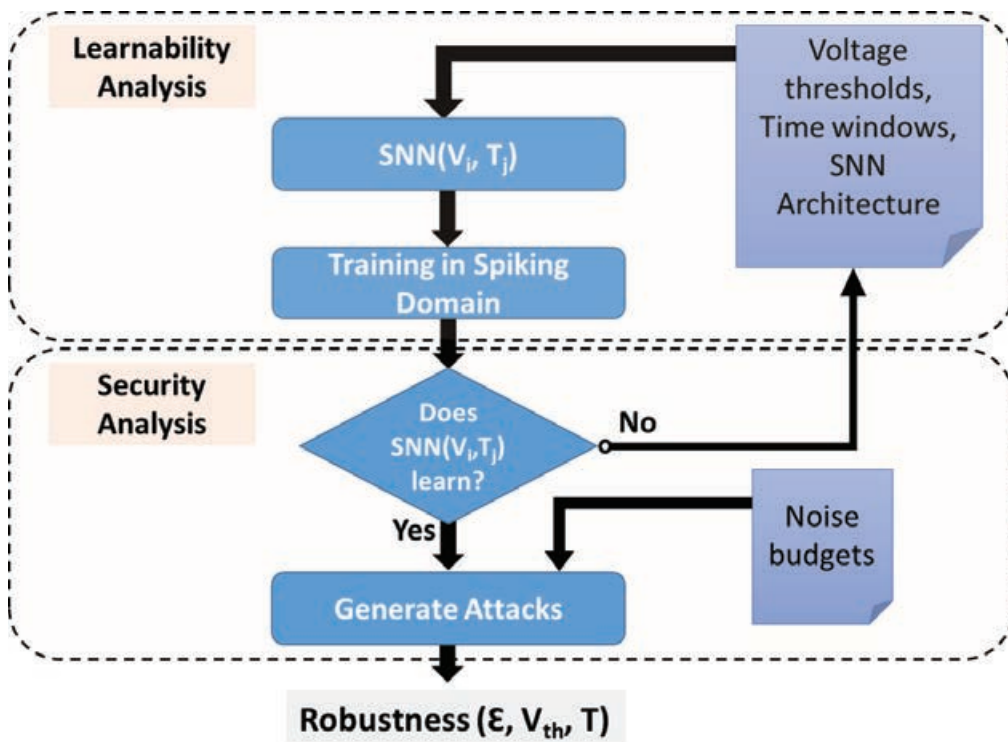 Learnability
Analysis
Voltage
thresholds,
Time windows,
SNN
Architecture
SNN(Vᵢ, Tⱼ)
Training in Spiking
Domain
Security
Analysis
Does
SNN(Vᵢ,Tⱼ)
learn?
No
Yes
Noise
budgets
Generate Attacks
Robustness (Ɛ, Vₜₕ, T)